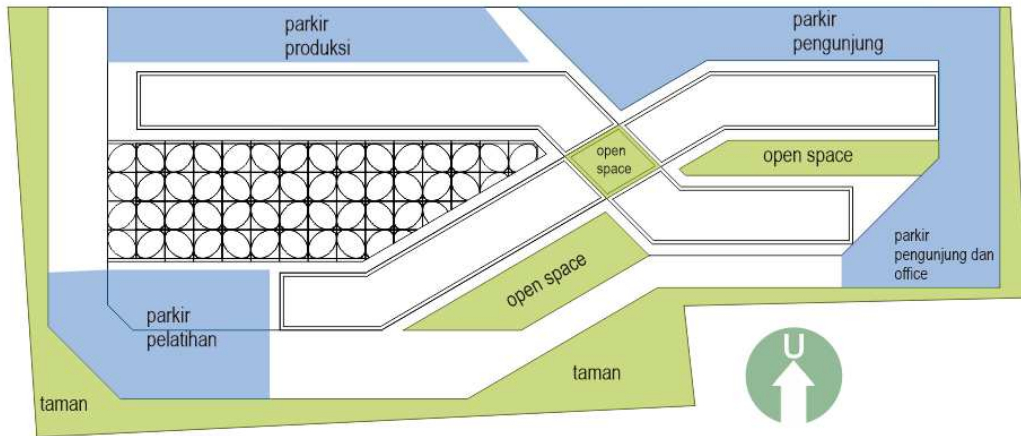 parkir
produksi
parkir
pengunjung
open
space
open space
parkir
pengunjung dan
office
open space
parkir
pelatihan
taman
taman
U